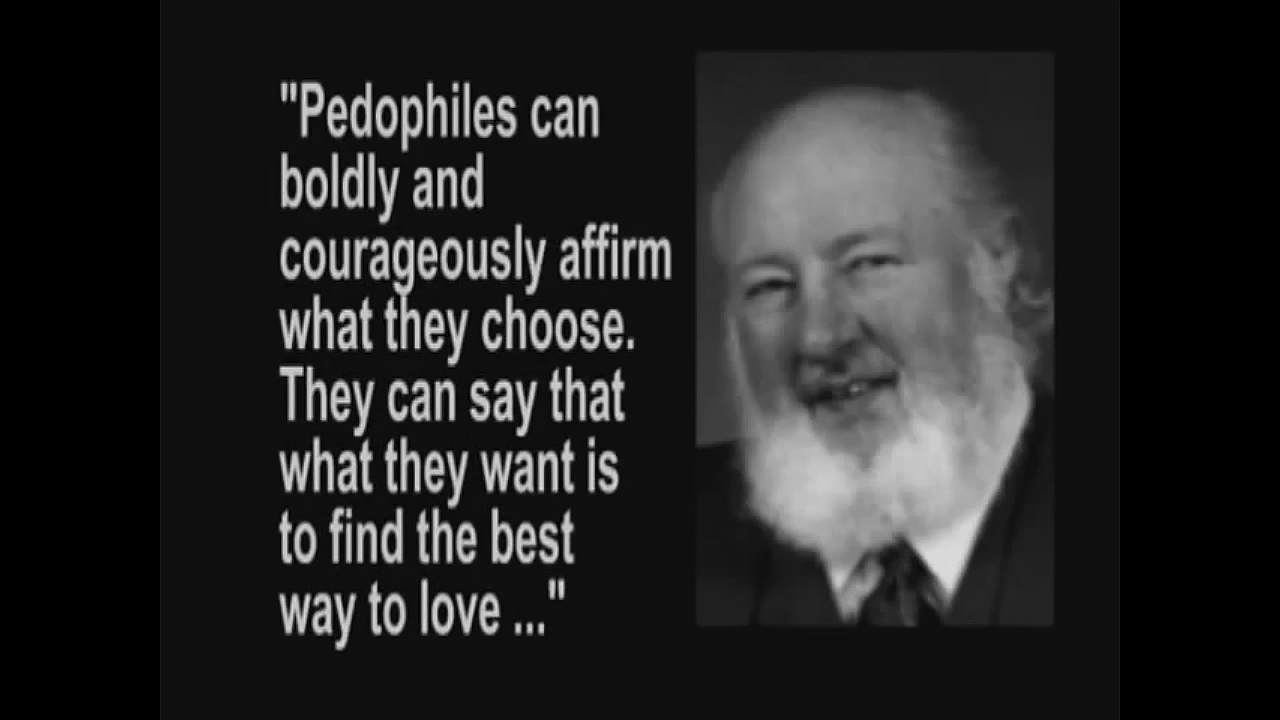 "Pedophiles can
boldly and
courageously affirm
what they choose.
They can say that
what they want is
to find the best
way to love ..."